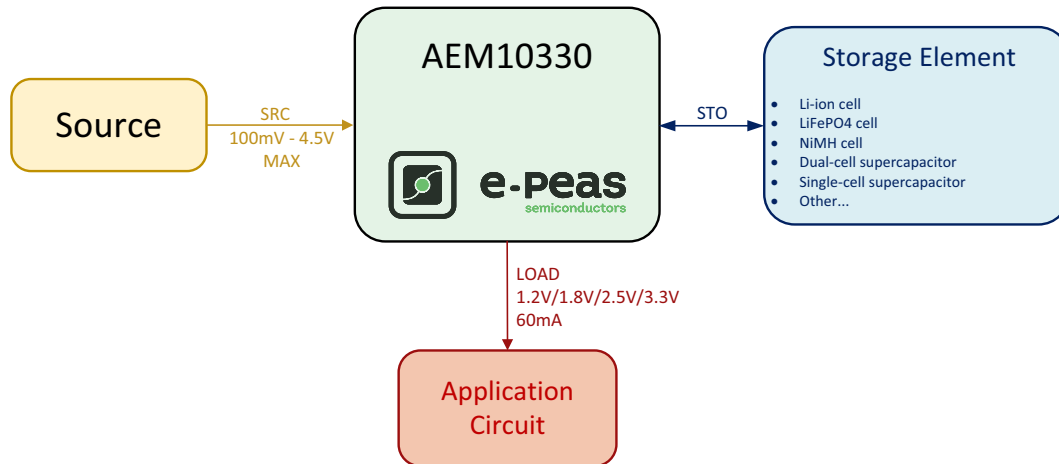 AEM10330
e-peas
semiconductors
Source
SRC
100mV - 4.5V
MAX
STO
Storage Element
• Li-ion cell
• LiFePO4 cell
• NiMH cell
• Dual-cell supercapacitor
• Single-cell supercapacitor
• Other...
LOAD
1.2V/1.8V/2.5V/3.3V
60mA
Application
Circuit